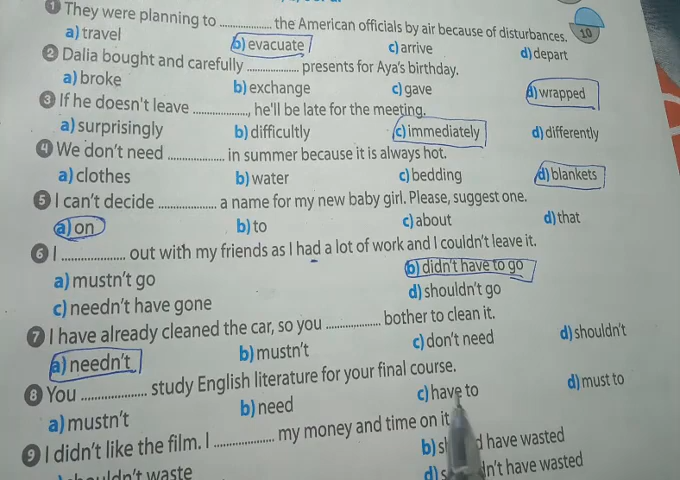 1 They were planning to .................. the American officials by air because of disturbances.
10
a) travel b) evacuate c) arrive d) depart
2 Dalia bought and carefully .................. presents for Aya's birthday.
a) broke b) exchange c) gave d) wrapped
3 If he doesn't leave .................., he'll be late for the meeting.
a) surprisingly b) difficultly c) immediately d) differently
4 We don't need .................. in summer because it is always hot.
a) clothes b) water c) bedding d) blankets
5 I can't decide .................. a name for my new baby girl. Please, suggest one.
a) on b) to c) about d) that
6 I .................. out with my friends as I had a lot of work and I couldn't leave it.
a) mustn't go b) didn't have to go
c) needn't have gone d) shouldn't go
7 I have already cleaned the car, so you .................. bother to clean it.
a) needn't b) mustn't c) don't need d) shouldn't
8 You .................. study English literature for your final course.
a) mustn't b) need c) have to d) must to
9 I didn't like the film. I .................. my money and time on it
waste b) have wasted
d) have wasted